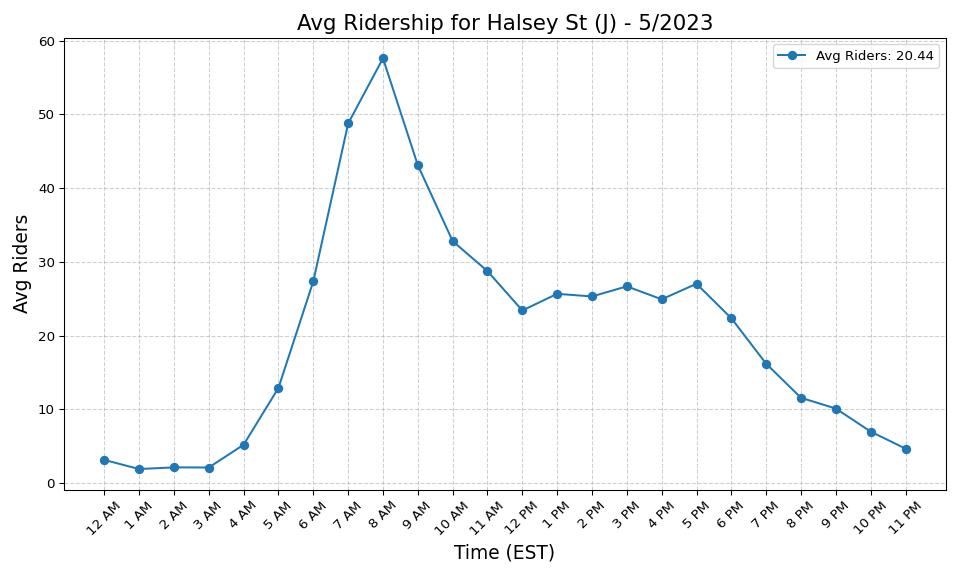 Avg Ridership for Halsey St (J) - 5/2023
Avg Riders: 20.44
Avg Riders
60
50
40
30
20
10
0
12 AM 1 AM 2 AM 3 AM 4 AM 5 AM 6 AM 7 AM 8 AM 9 AM 10 AM 11 AM 12 PM 1 PM 2 PM 3 PM 4 PM 5 PM 6 PM 7 PM 8 PM 9 PM 10 PM 11 PM
Time (EST)